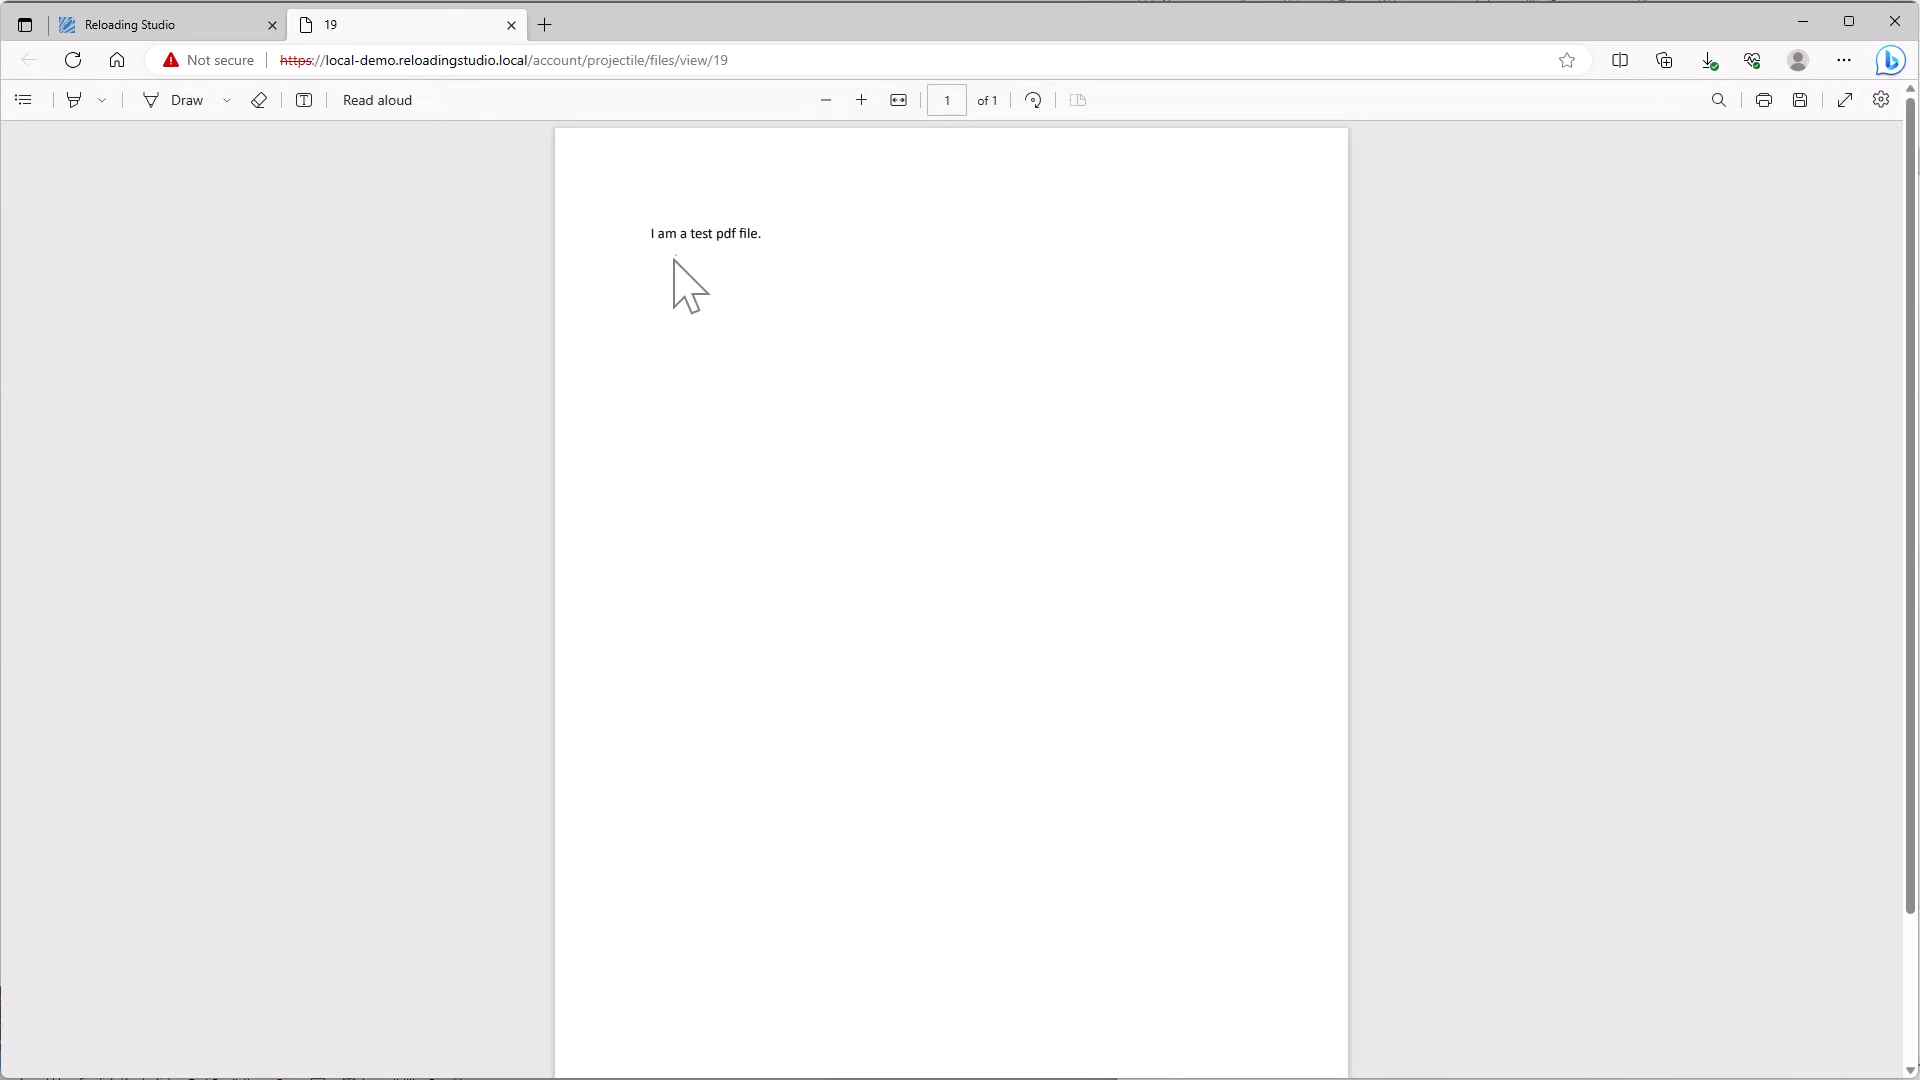 Reloading Studio
19
Not secure
https://local-demo.reloadingstudio.local/account/projectile/files/view/19
Draw
Read aloud
1
of 1
I am a test pdf file.